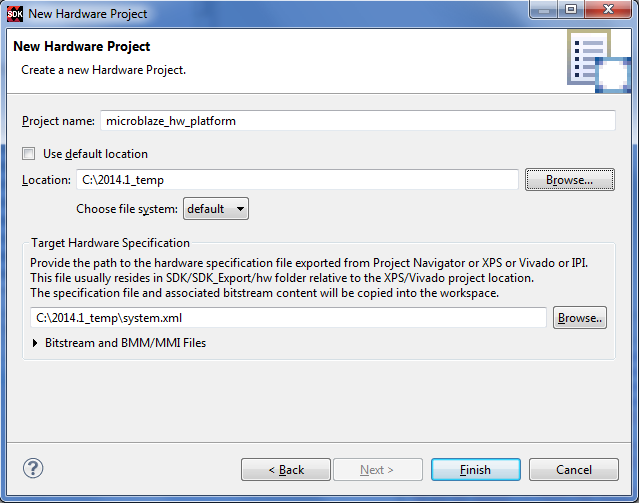 SDK New Hardware Project
New Hardware Project
Create a new Hardware Project.
Project name: microblaze_hw_platform
Use default location
Location: C:\2014.1_temp Browse...
Choose file system: default
Target Hardware Specification
Provide the path to the hardware specification file exported from Project Navigator or XPS or Vivado or IPI.
This file usually resides in SDK/SDK_Export/hw folder relative to the XPS/Vivado project location.
The specification file and associated bitstream content will be copied into the workspace.
C:\2014.1_temp\system.xml Browse..
Bitstream and BMM/MMI Files
? < Back Next > Finish Cancel